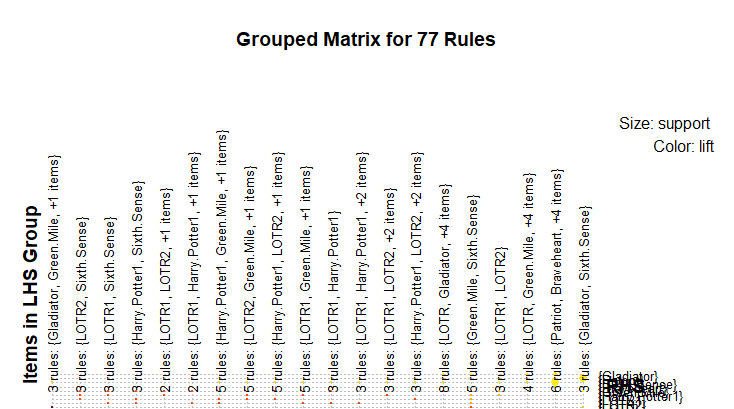 Grouped Matrix for 77 Rules
Size: support
Color: lift
Items in LHS Group
3 rules: {Gladiator, Green.Mile, +1 items}
3 rules: {LOTR2, Sixth.Sense}
3 rules: {LOTR1, Sixth.Sense}
3 rules: {Harry.Potter1, Sixth.Sense}
2 rules: {LOTR1, LOTR2, +1 items}
2 rules: {LOTR1, Harry.Potter1, +1 items}
5 rules: {Harry.Potter1, Green.Mile, +1 items}
5 rules: {LOTR2, Green.Mile, +1 items}
5 rules: {Harry.Potter1, LOTR2, +1 items}
5 rules: {LOTR1, Green.Mile, +1 items}
3 rules: {LOTR1, Harry.Potter1}
3 rules: {LOTR1, Harry.Potter1, +2 items}
3 rules: {LOTR1, LOTR2, +2 items}
3 rules: {Harry.Potter1, LOTR2, +2 items}
8 rules: {LOTR, Gladiator, +4 items}
5 rules: {Green.Mile, Sixth.Sense}
3 rules: {LOTR1, LOTR2}
4 rules: {LOTR, Green.Mile, +4 items}
6 rules: {Patriot, Braveheart, +4 items}
3 rules: {Gladiator, Sixth.Sense}
{Gladiator}
RHS